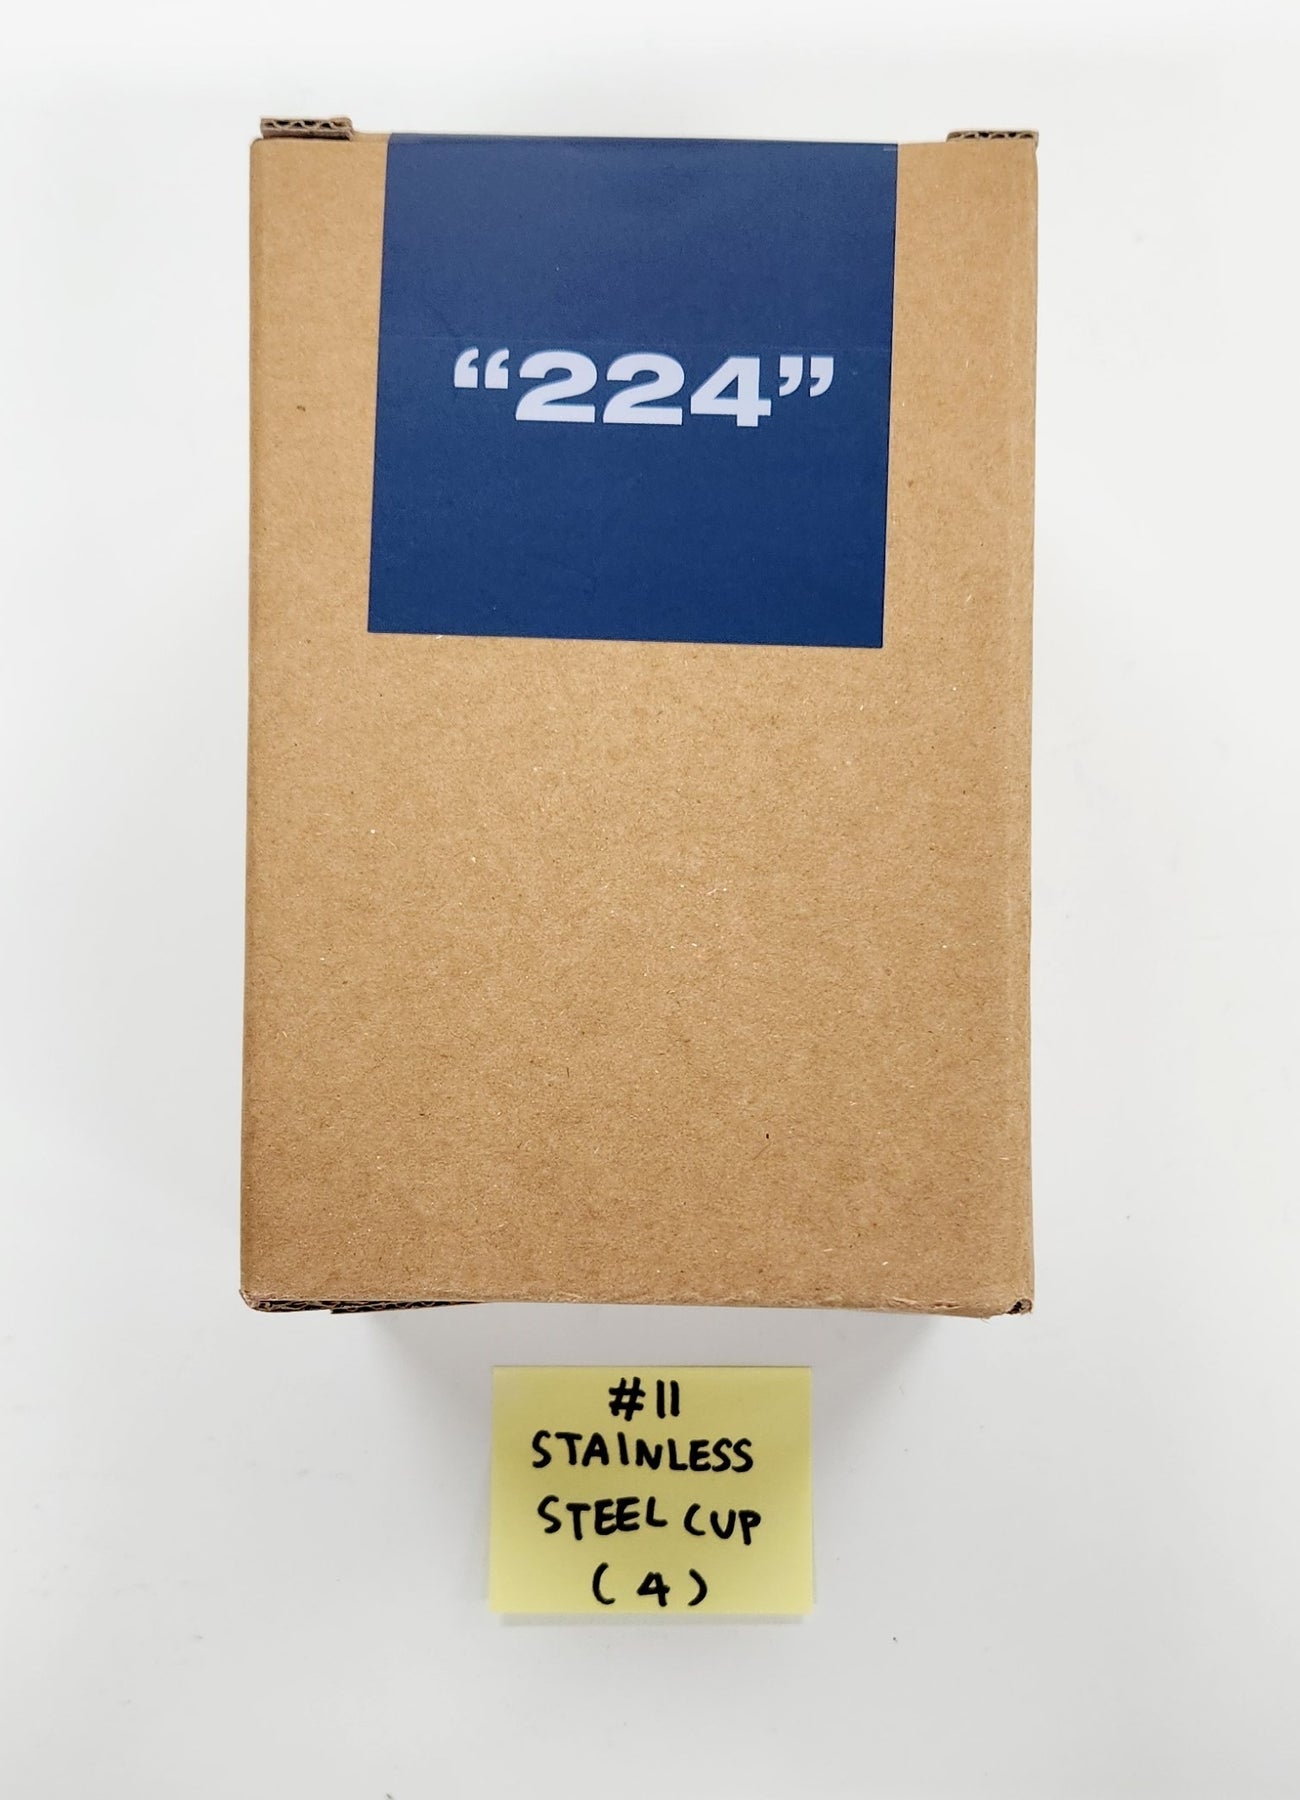 “224”
#11
STAINLESS
STEEL CUP
(4)